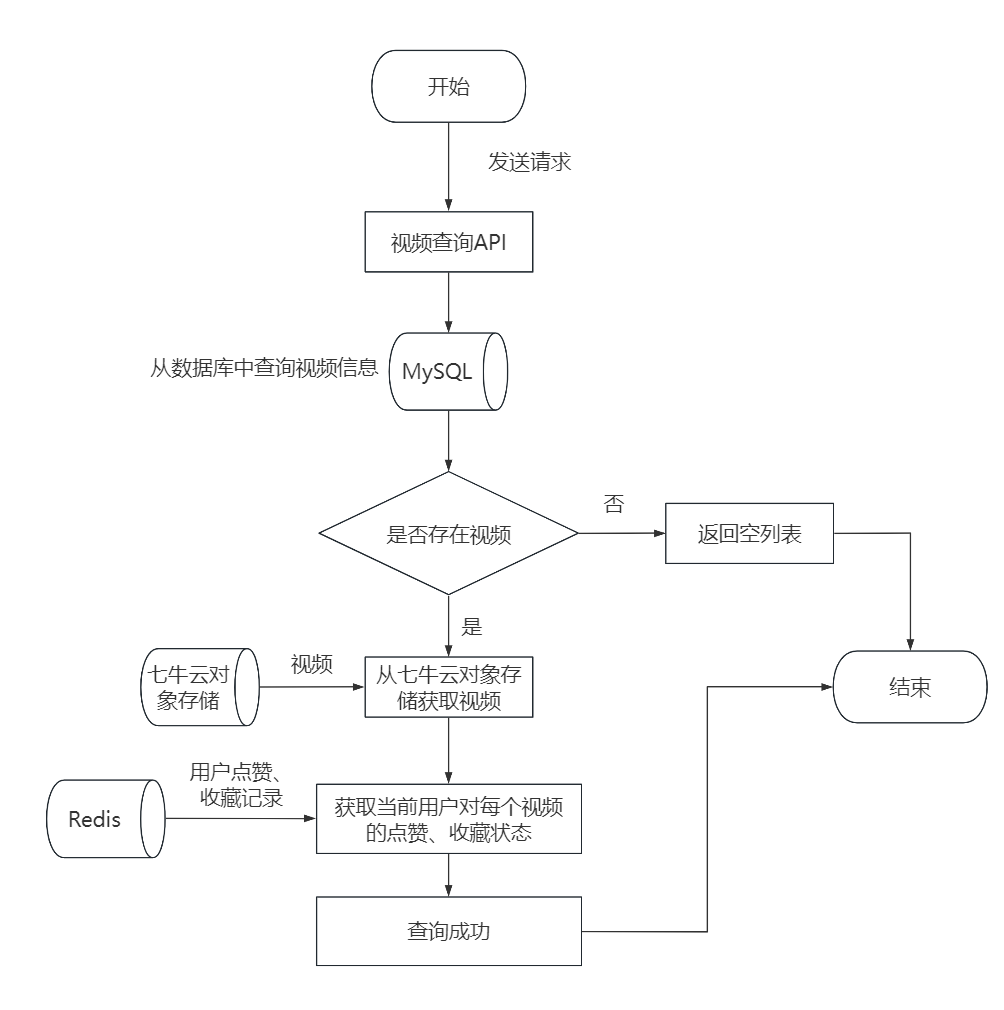 开始
发送请求
视频查询API
从数据库中查询视频信息
MySQL
是否存在视频
否
返回空列表
是
七牛云对
象存储
视频
从七牛云对象存
储获取视频
结束
用户点赞、
收藏记录
Redis
获取当前用户对每个视频
的点赞、收藏状态
查询成功